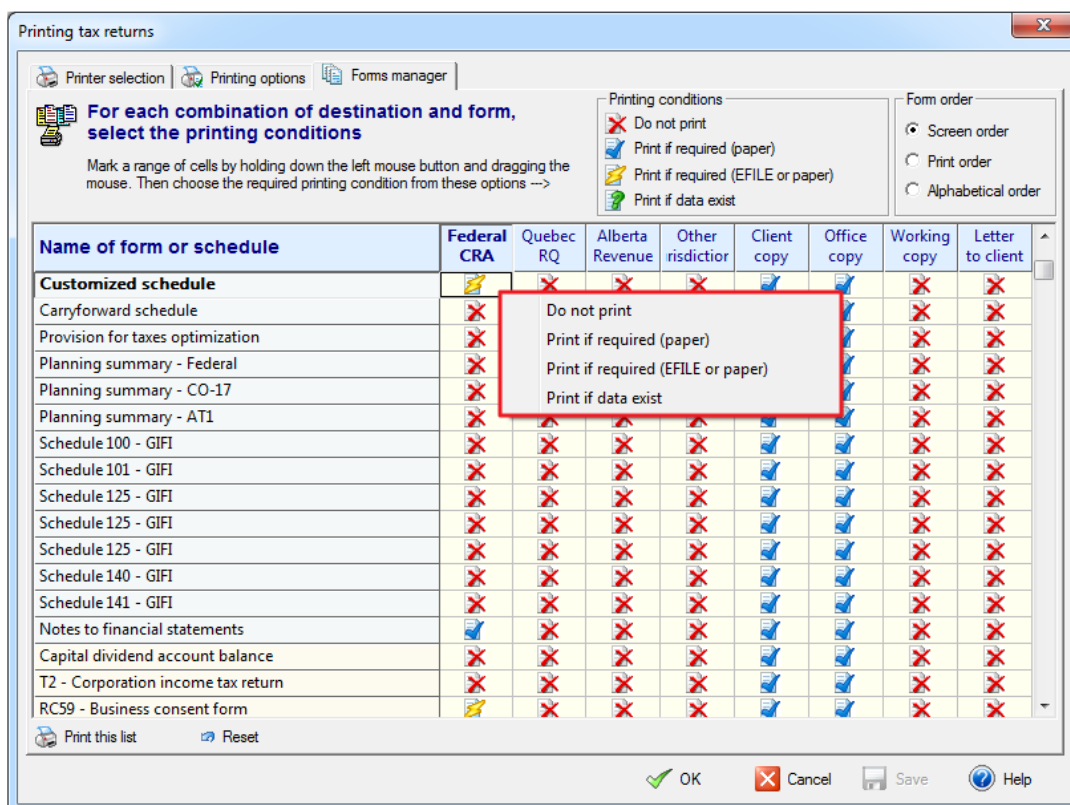 Printing tax returns
Printer selection
Printing options
Forms manager
For each combination of destination and form,
select the printing conditions
Mark a range of cells by holding down the left mouse button and dragging the
mouse. Then choose the required printing condition from these options --->
Printing conditions
Do not print
Print if required (paper)
Print if required (EFILE or paper)
Print if data exist
Form order
Screen order
Print order
Alphabetical order
Name of form or schedule
Federal
CRA
Quebec
RQ
Alberta
Revenue
Other
risdiction
Client
copy
Office
copy
Working
copy
Letter
to client
Customized schedule
Carryforward schedule
Provision for taxes optimization
Planning summary - Federal
Planning summary - CO-17
Planning summary - AT1
Schedule 100 - GIFI
Schedule 101 - GIFI
Schedule 125 - GIFI
Schedule 125 - GIFI
Schedule 125 - GIFI
Schedule 140 - GIFI
Schedule 141 - GIFI
Notes to financial statements
Capital dividend account balance
T2 - Corporation income tax return
RC59 - Business consent form
Do not print
Print if required (paper)
Print if required (EFILE or paper)
Print if data exist
Print this list
Reset
OK
Cancel
Save
Help